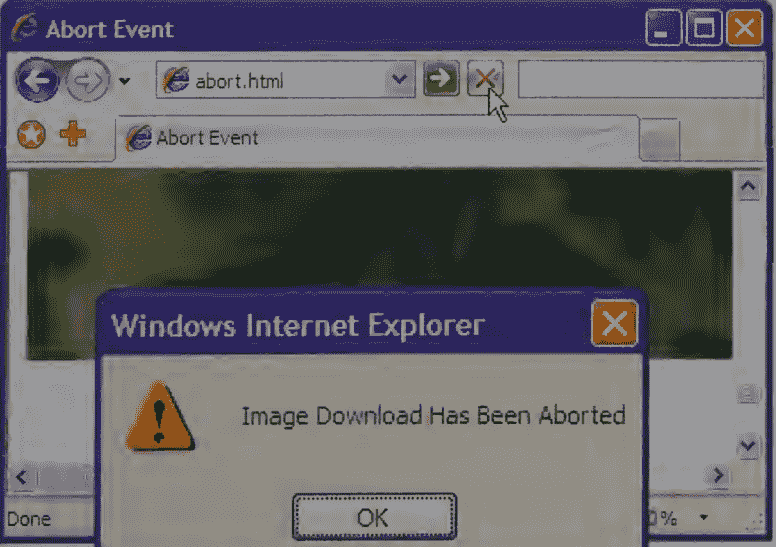 Abort Event
abort.html
Abort Event
Windows Internet Explorer
Image Download Has Been Aborted
OK
Done